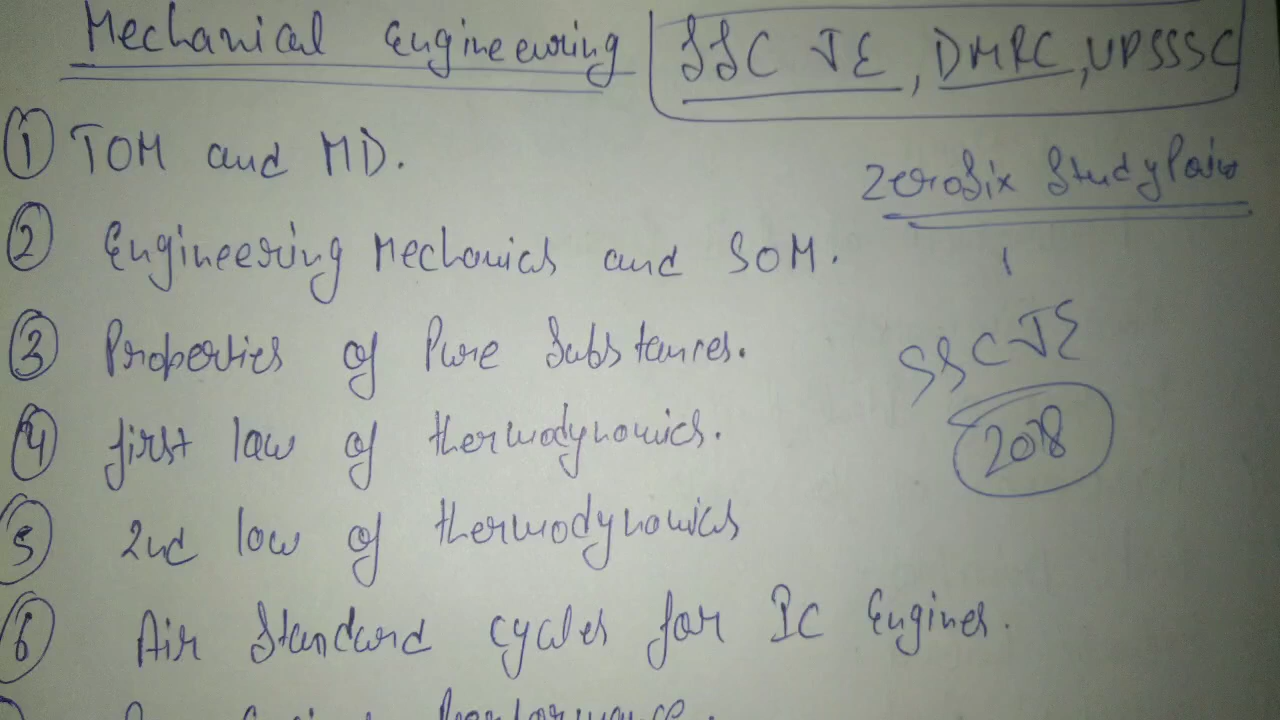 Mechanical Engineering
SSC JE, DMRC, UPSSSC
① TOM and MD.
ZeroSix Study
② Engineering Mechanics and SOM.
③ Properties of Pure Substances.
SSC JE
2018
④ first law of thermodynamics.
⑤ 2nd law of thermodynamics
⑥ Air Standard cycles for IC Engines.
Performance.